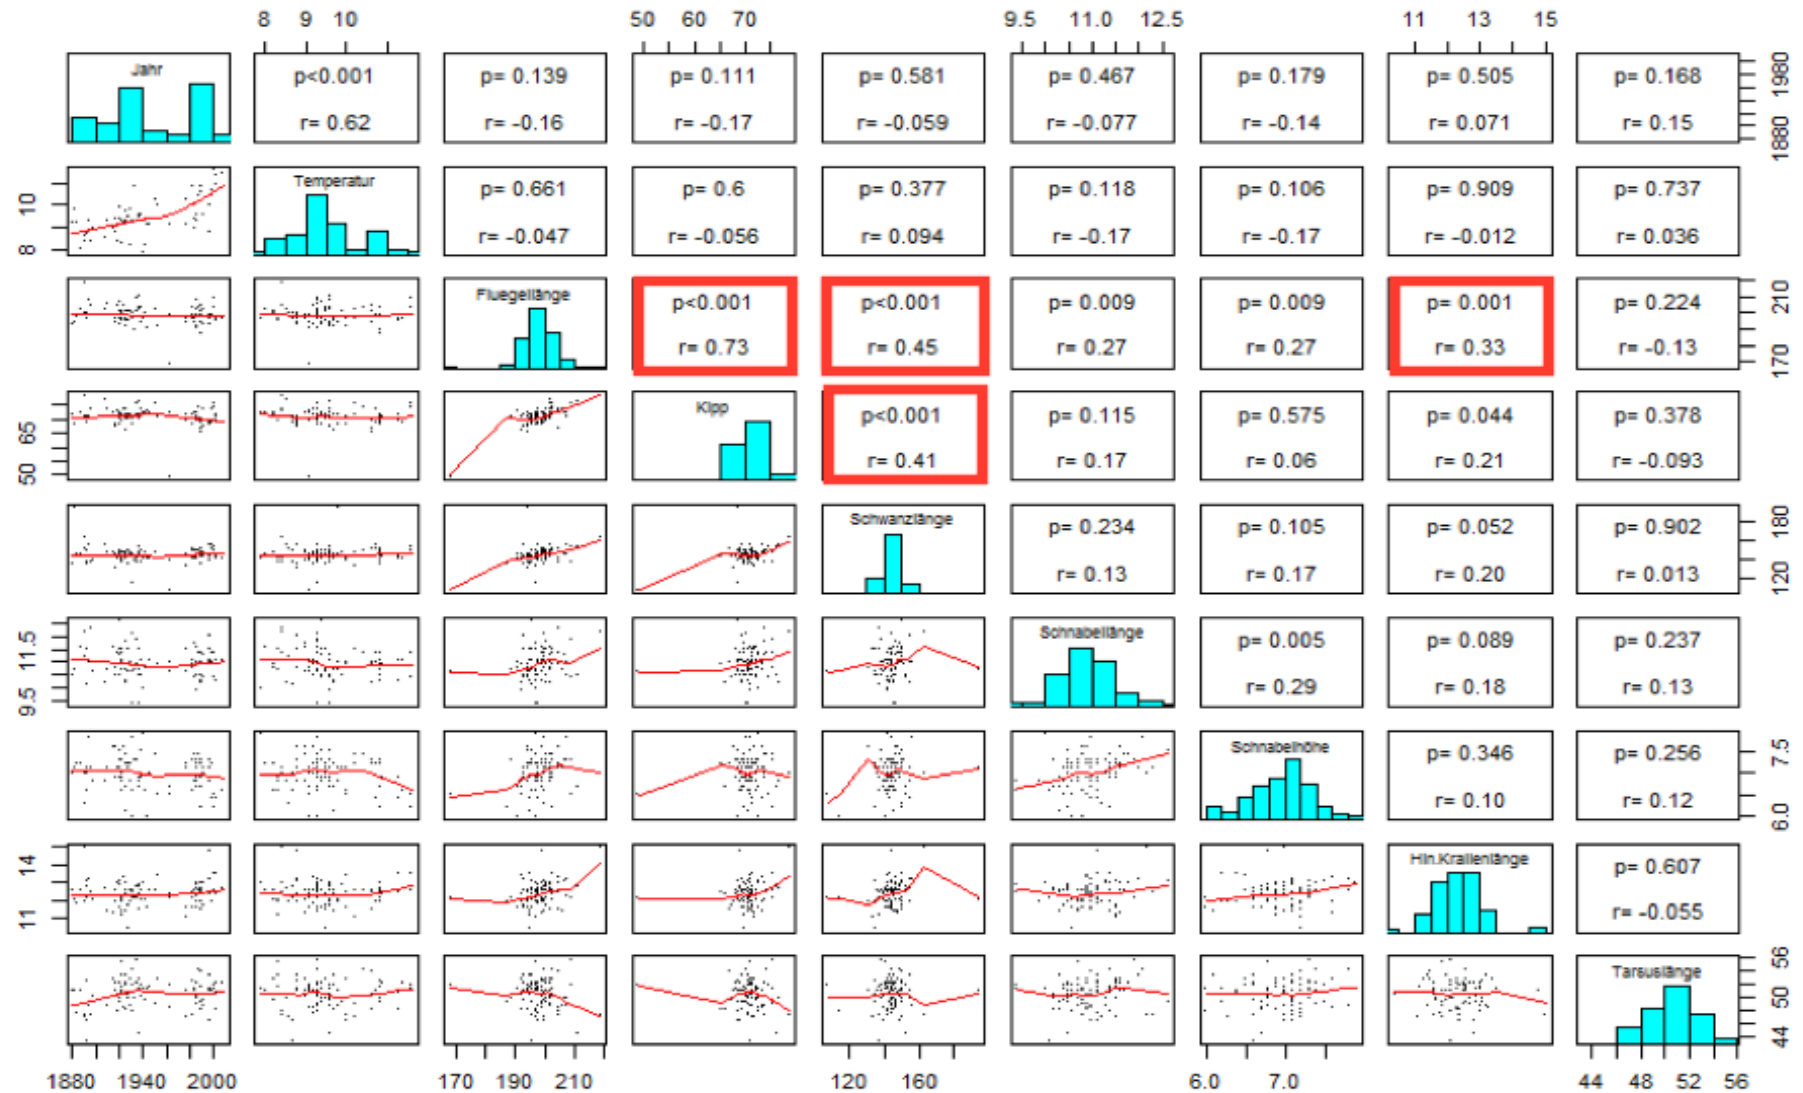 8 9 10 50 60 70 9.5 11.0 12.5 11 13 15
Jahr
p<0.001 p= 0.139 p= 0.111 p= 0.581 p= 0.467 p= 0.179 p= 0.505 p= 0.168
r= 0.62 r= -0.16 r= -0.17 r= -0.059 r= -0.077 r= -0.14 r= 0.071 r= 0.15
1880 1980
Temperatur
8 10
p= 0.661 p= 0.6 p= 0.377 p= 0.118 p= 0.106 p= 0.909 p= 0.737
r= -0.047 r= -0.056 r= 0.094 r= -0.17 r= -0.17 r= -0.012 r= 0.036
Fluegellänge
p<0.001 p<0.001 p= 0.009 p= 0.009 p= 0.001 p= 0.224
r= 0.73 r= 0.45 r= 0.27 r= 0.27 r= 0.33 r= -0.13
170 210
Kipp
50 65
p<0.001 p= 0.115 p= 0.575 p= 0.044 p= 0.378
r= 0.41 r= 0.17 r= 0.06 r= 0.21 r= -0.093
Schwanzlänge
p= 0.234 p= 0.105 p= 0.052 p= 0.902
r= 0.13 r= 0.17 r= 0.20 r= 0.013
120 180
Schnabellänge
9.5 11.5
p= 0.005 p= 0.089 p= 0.237
r= 0.29 r= 0.18 r= 0.13
Schnabelhöhe
p= 0.346 p= 0.256
r= 0.10 r= 0.12
6.0 7.5
Hin.Krallenlänge
11 14
p= 0.607
r= -0.055
Tarsuslänge
44 50 56
1880 1940 2000 170 190 210 120 160 6.0 7.0 44 48 52 56